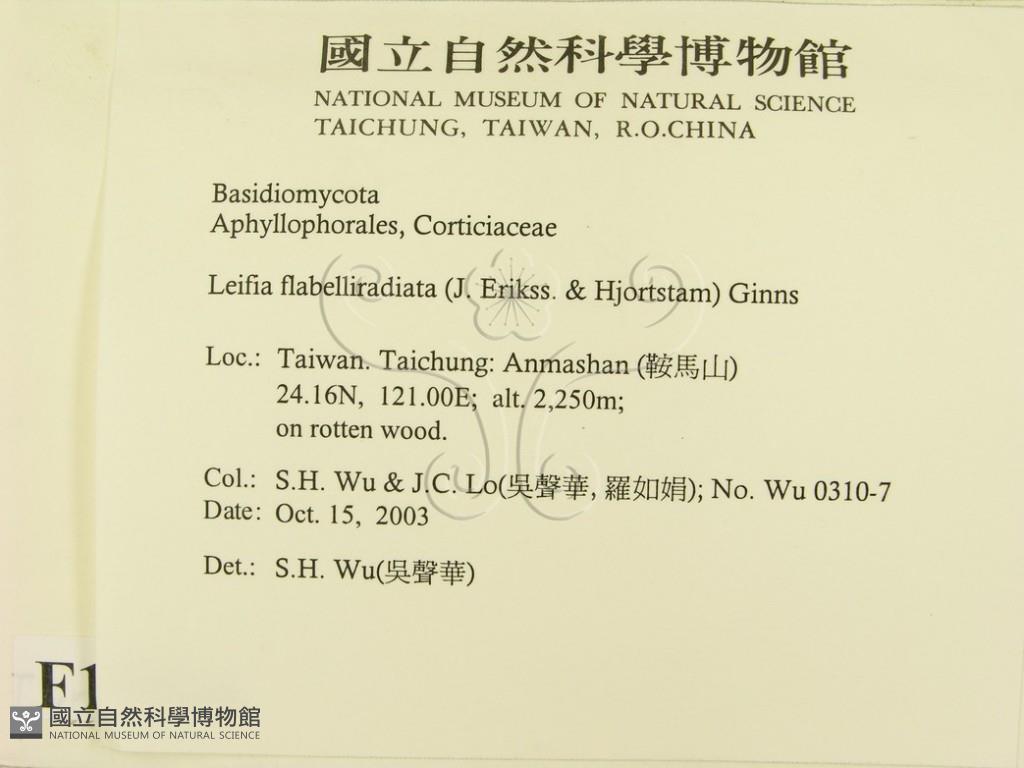 國立自然科學博物館
NATIONAL MUSEUM OF NATURAL SCIENCE
TAICHUNG, TAIWAN, R.O.CHINA
Basidiomycota
Aphyllophorales, Corticiaceae
Leifia flabelliradiata (J. Erikss. & Hjortstam) Ginns
Loc.: Taiwan. Taichung: Anmashan (鞍馬山)
24.16N, 121.00E; alt. 2,250m;
on rotten wood.
Col.: S.H. Wu & J.C. Lo(吳聲華, 羅如娟); No. Wu 0310-7
Date: Oct. 15, 2003
Det.: S.H. Wu(吳聲華)
F1
國立自然科學博物館
NATIONAL MUSEUM OF NATURAL SCIENCE